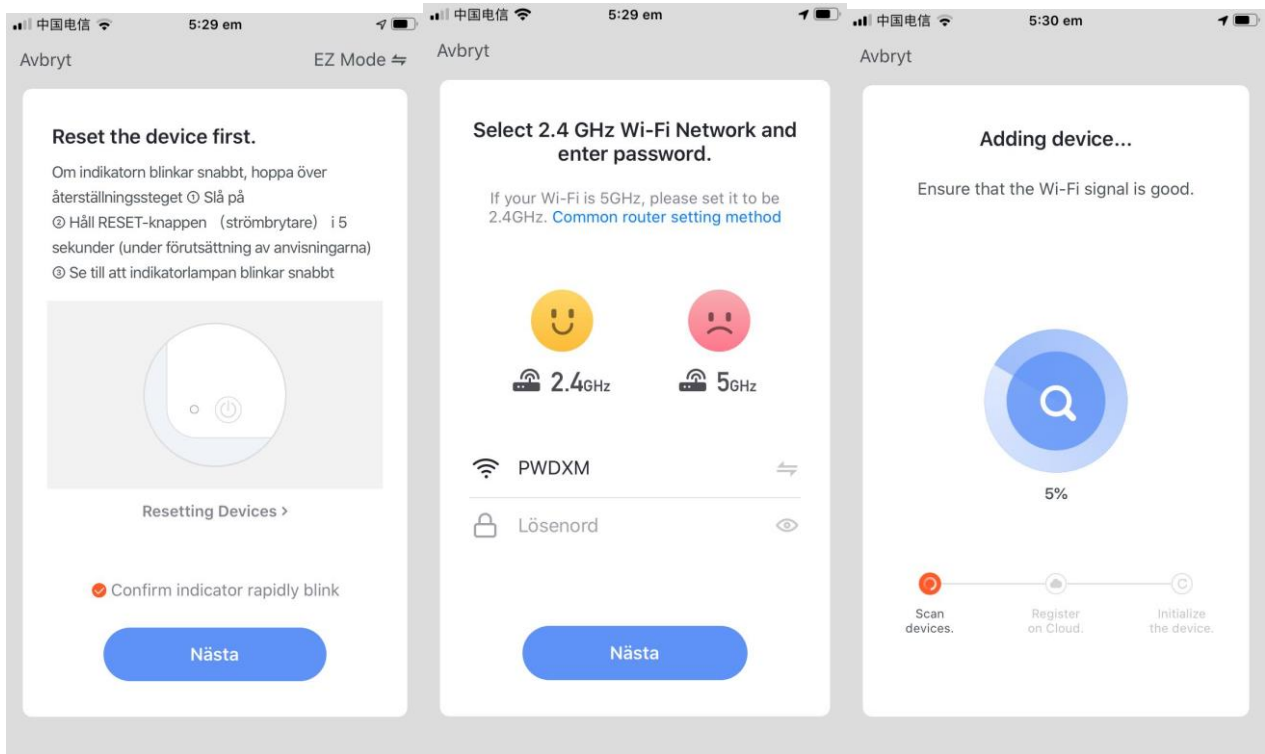 中国电信
5:29 em
Avbryt
EZ Mode
Reset the device first.
Om indikatorn blinkar snabbt, hoppa över
återställningssteget ① Slå på
② Håll RESET-knappen （strömbrytare） i 5
sekunder (under förutsättning av anvisningarna)
③ Se till att indikatorlampan blinkar snabbt
Resetting Devices >
Confirm indicator rapidly blink
Nästa
中国电信
5:29 em
Avbryt
Select 2.4 GHz Wi-Fi Network and
enter password.
If your Wi-Fi is 5GHz, please set it to be
2.4GHz. Common router setting method
2.4GHz
5GHz
PWDXM
Lösenord
Nästa
中国电信
5:30 em
Avbryt
Adding device...
Ensure that the Wi-Fi signal is good.
5%
Scan
devices.
Register
on Cloud.
Initialize
the device.